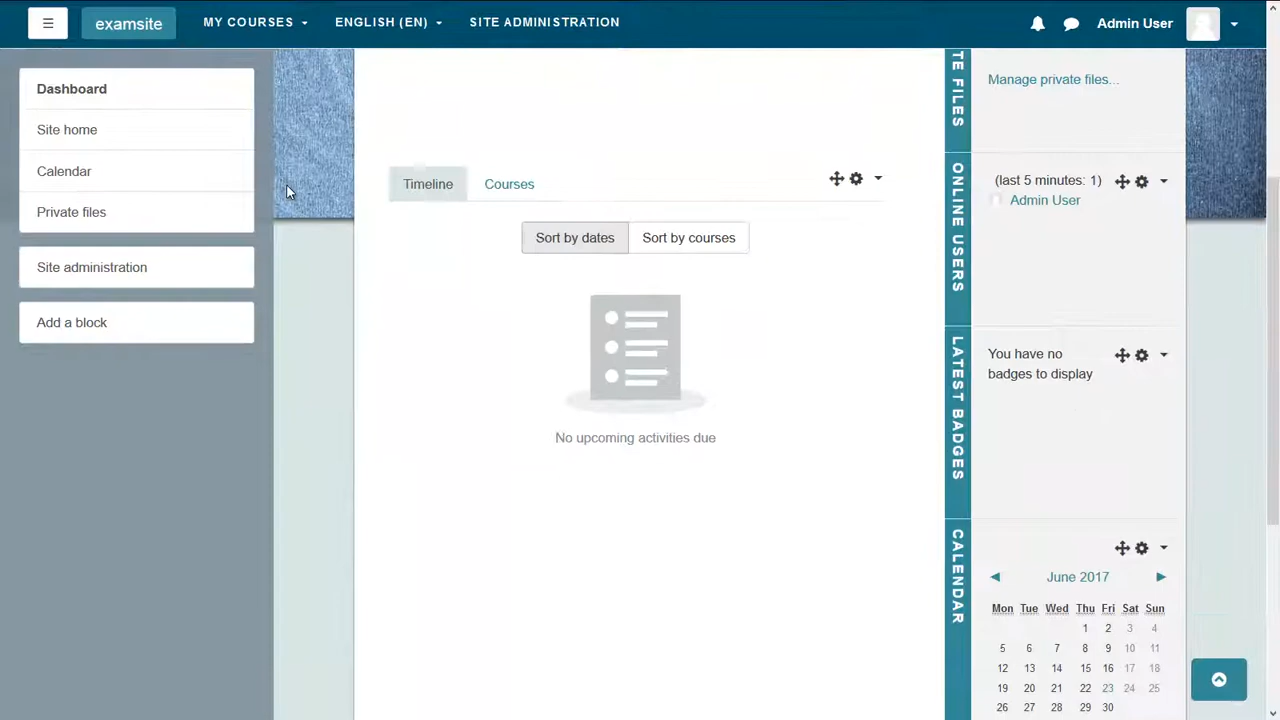 examsite
MY COURSES
ENGLISH (EN)
SITE ADMINISTRATION
Admin User
Dashboard
Site home
Calendar
Private files
Site administration
Add a block
Timeline
Courses
Sort by dates
Sort by courses
No upcoming activities due
TE FILES
Manage private files...
ONLINE USERS
(last 5 minutes: 1)
Admin User
LATEST BADGES
You have no
badges to display
CALENDAR
June 2017
Mon Tue Wed Thu Fri Sat Sun
1 2 3 4
5 6 7 8 9 10 11
12 13 14 15 16 17 18
19 20 21 22 23 24 25
26 27 28 29 30